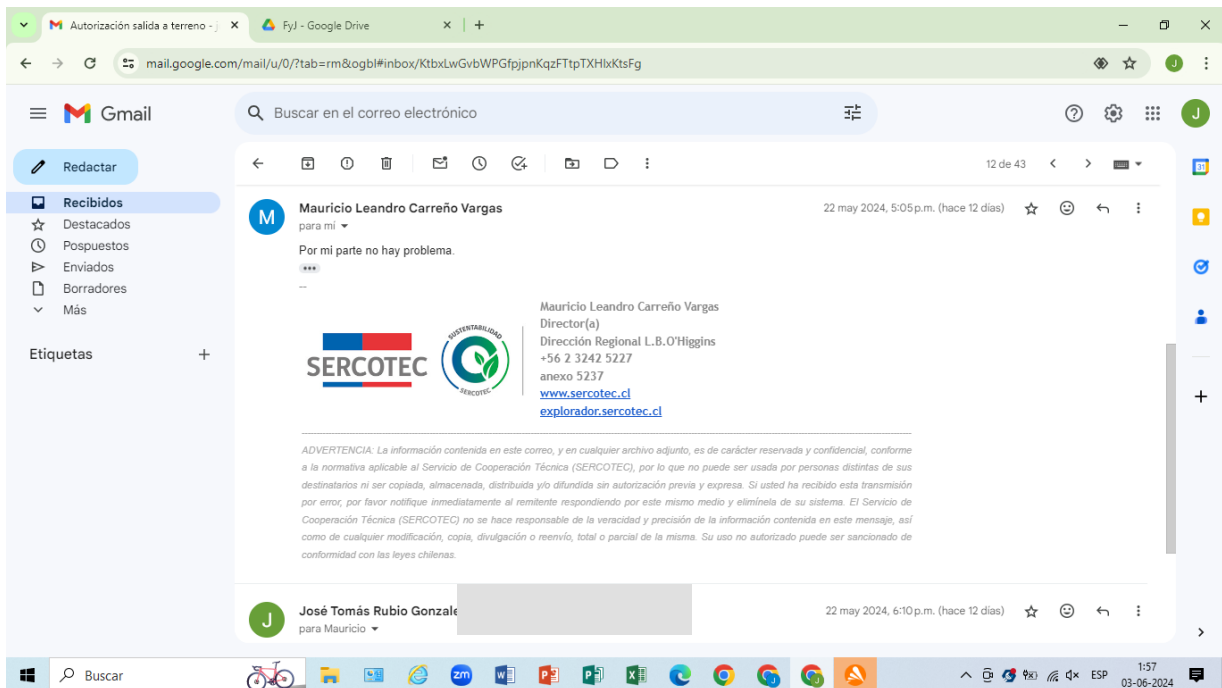 Autorización salida a terreno - j
FyJ - Google Drive
mail.google.com/mail/u/0/?tab=rm&ogbl#inbox/KtbxLwGvbWPGfpjpnKqzFTtpTXHlxKtsFg
Gmail
Buscar en el correo electrónico
J
Redactar
12 de 43
Recibidos
Destacados
Pospuestos
Enviados
Borradores
Más
Etiquetas
M
Mauricio Leandro Carreño Vargas
22 may 2024, 5:05 p.m. (hace 12 días)
para mí
Por mi parte no hay problema.
--
SERCOTEC
SUSTENTABILIDAD
SERCOTEC
Mauricio Leandro Carreño Vargas
Director(a)
Dirección Regional L.B.O'Higgins
+56 2 3242 5227
anexo 5237
www.sercotec.cl
explorador.sercotec.cl
ADVERTENCIA: La información contenida en este correo, y en cualquier archivo adjunto, es de carácter reservada y confidencial, conforme
a la normativa aplicable al Servicio de Cooperación Técnica (SERCOTEC), por lo que no puede ser usada por personas distintas de sus
destinatarios ni ser copiada, almacenada, distribuida y/o difundida sin autorización previa y expresa. Si usted ha recibido esta transmisión
por error, por favor notifique inmediatamente al remitente respondiendo por este mismo medio y elimínela de su sistema. El Servicio de
Cooperación Técnica (SERCOTEC) no se hace responsable de la veracidad y precisión de la información contenida en este mensaje, así
como de cualquier modificación, copia, divulgación o reenvío, total o parcial de la misma. Su uso no autorizado puede ser sancionado de
conformidad con las leyes chilenas.
J
José Tomás Rubio Gonzale
22 may 2024, 6:10 p.m. (hace 12 días)
para Mauricio
Buscar
zm
ESP
1:57
03-06-2024